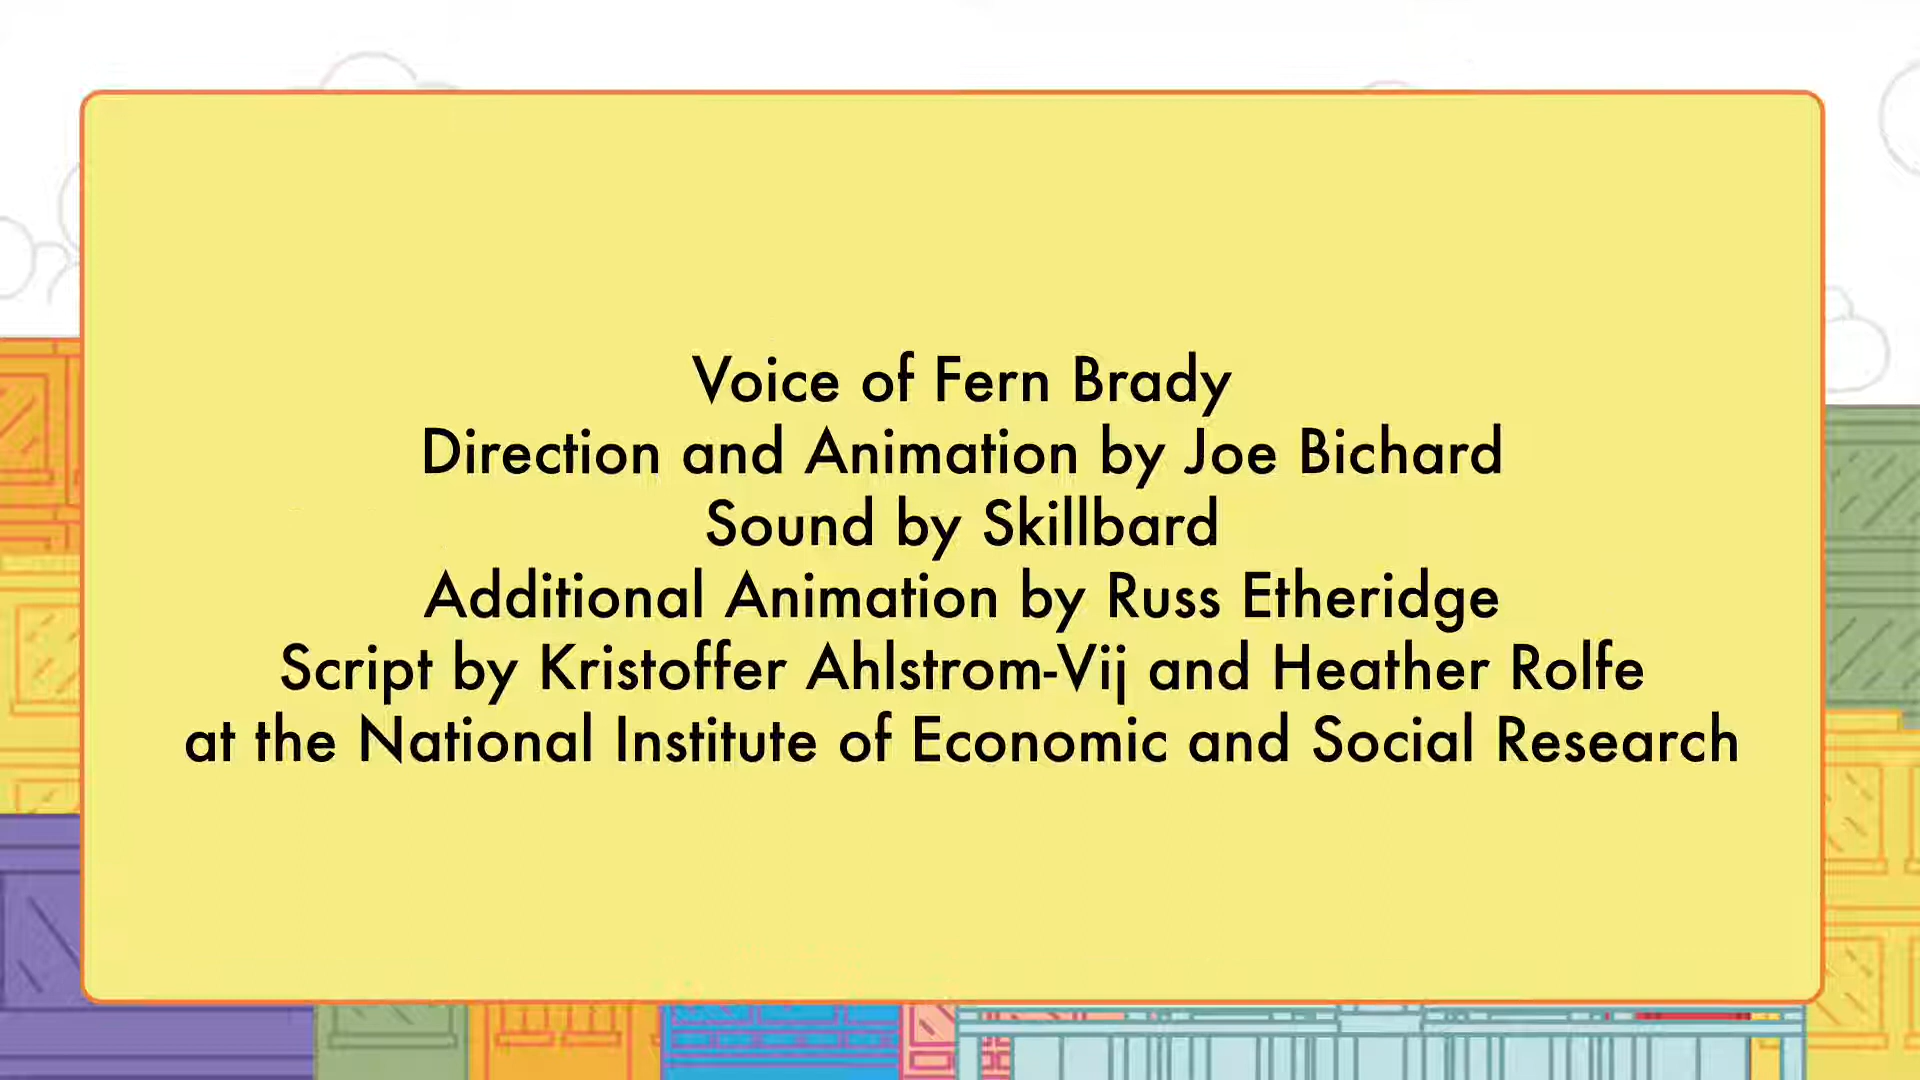 Voice of Fern Brady
Direction and Animation by Joe Bichard
Sound by Skillbard
Additional Animation by Russ Etheridge
Script by Kristoffer Ahlstrom-Vij and Heather Rolfe
at the National Institute of Economic and Social Research